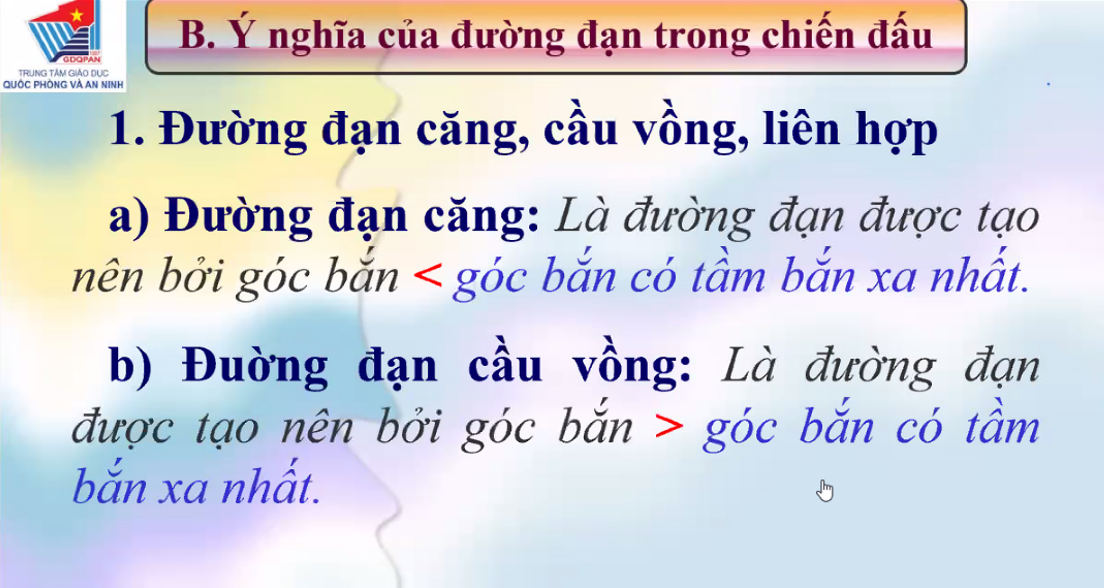 GDQPAN
TRUNG TÂM GIÁO DỤC
QUỐC PHÒNG VÀ AN NINH
B. Ý nghĩa của đường đạn trong chiến đấu
1. Đường đạn căng, cầu vồng, liên hợp
a) Đường đạn căng: Là đường đạn được tạo
nên bởi góc bắn < góc bắn có tầm bắn xa nhất.
b) Đuờng đạn cầu vồng: Là đường đạn
được tạo nên bởi góc bắn > góc bắn có tầm
bắn xa nhất.